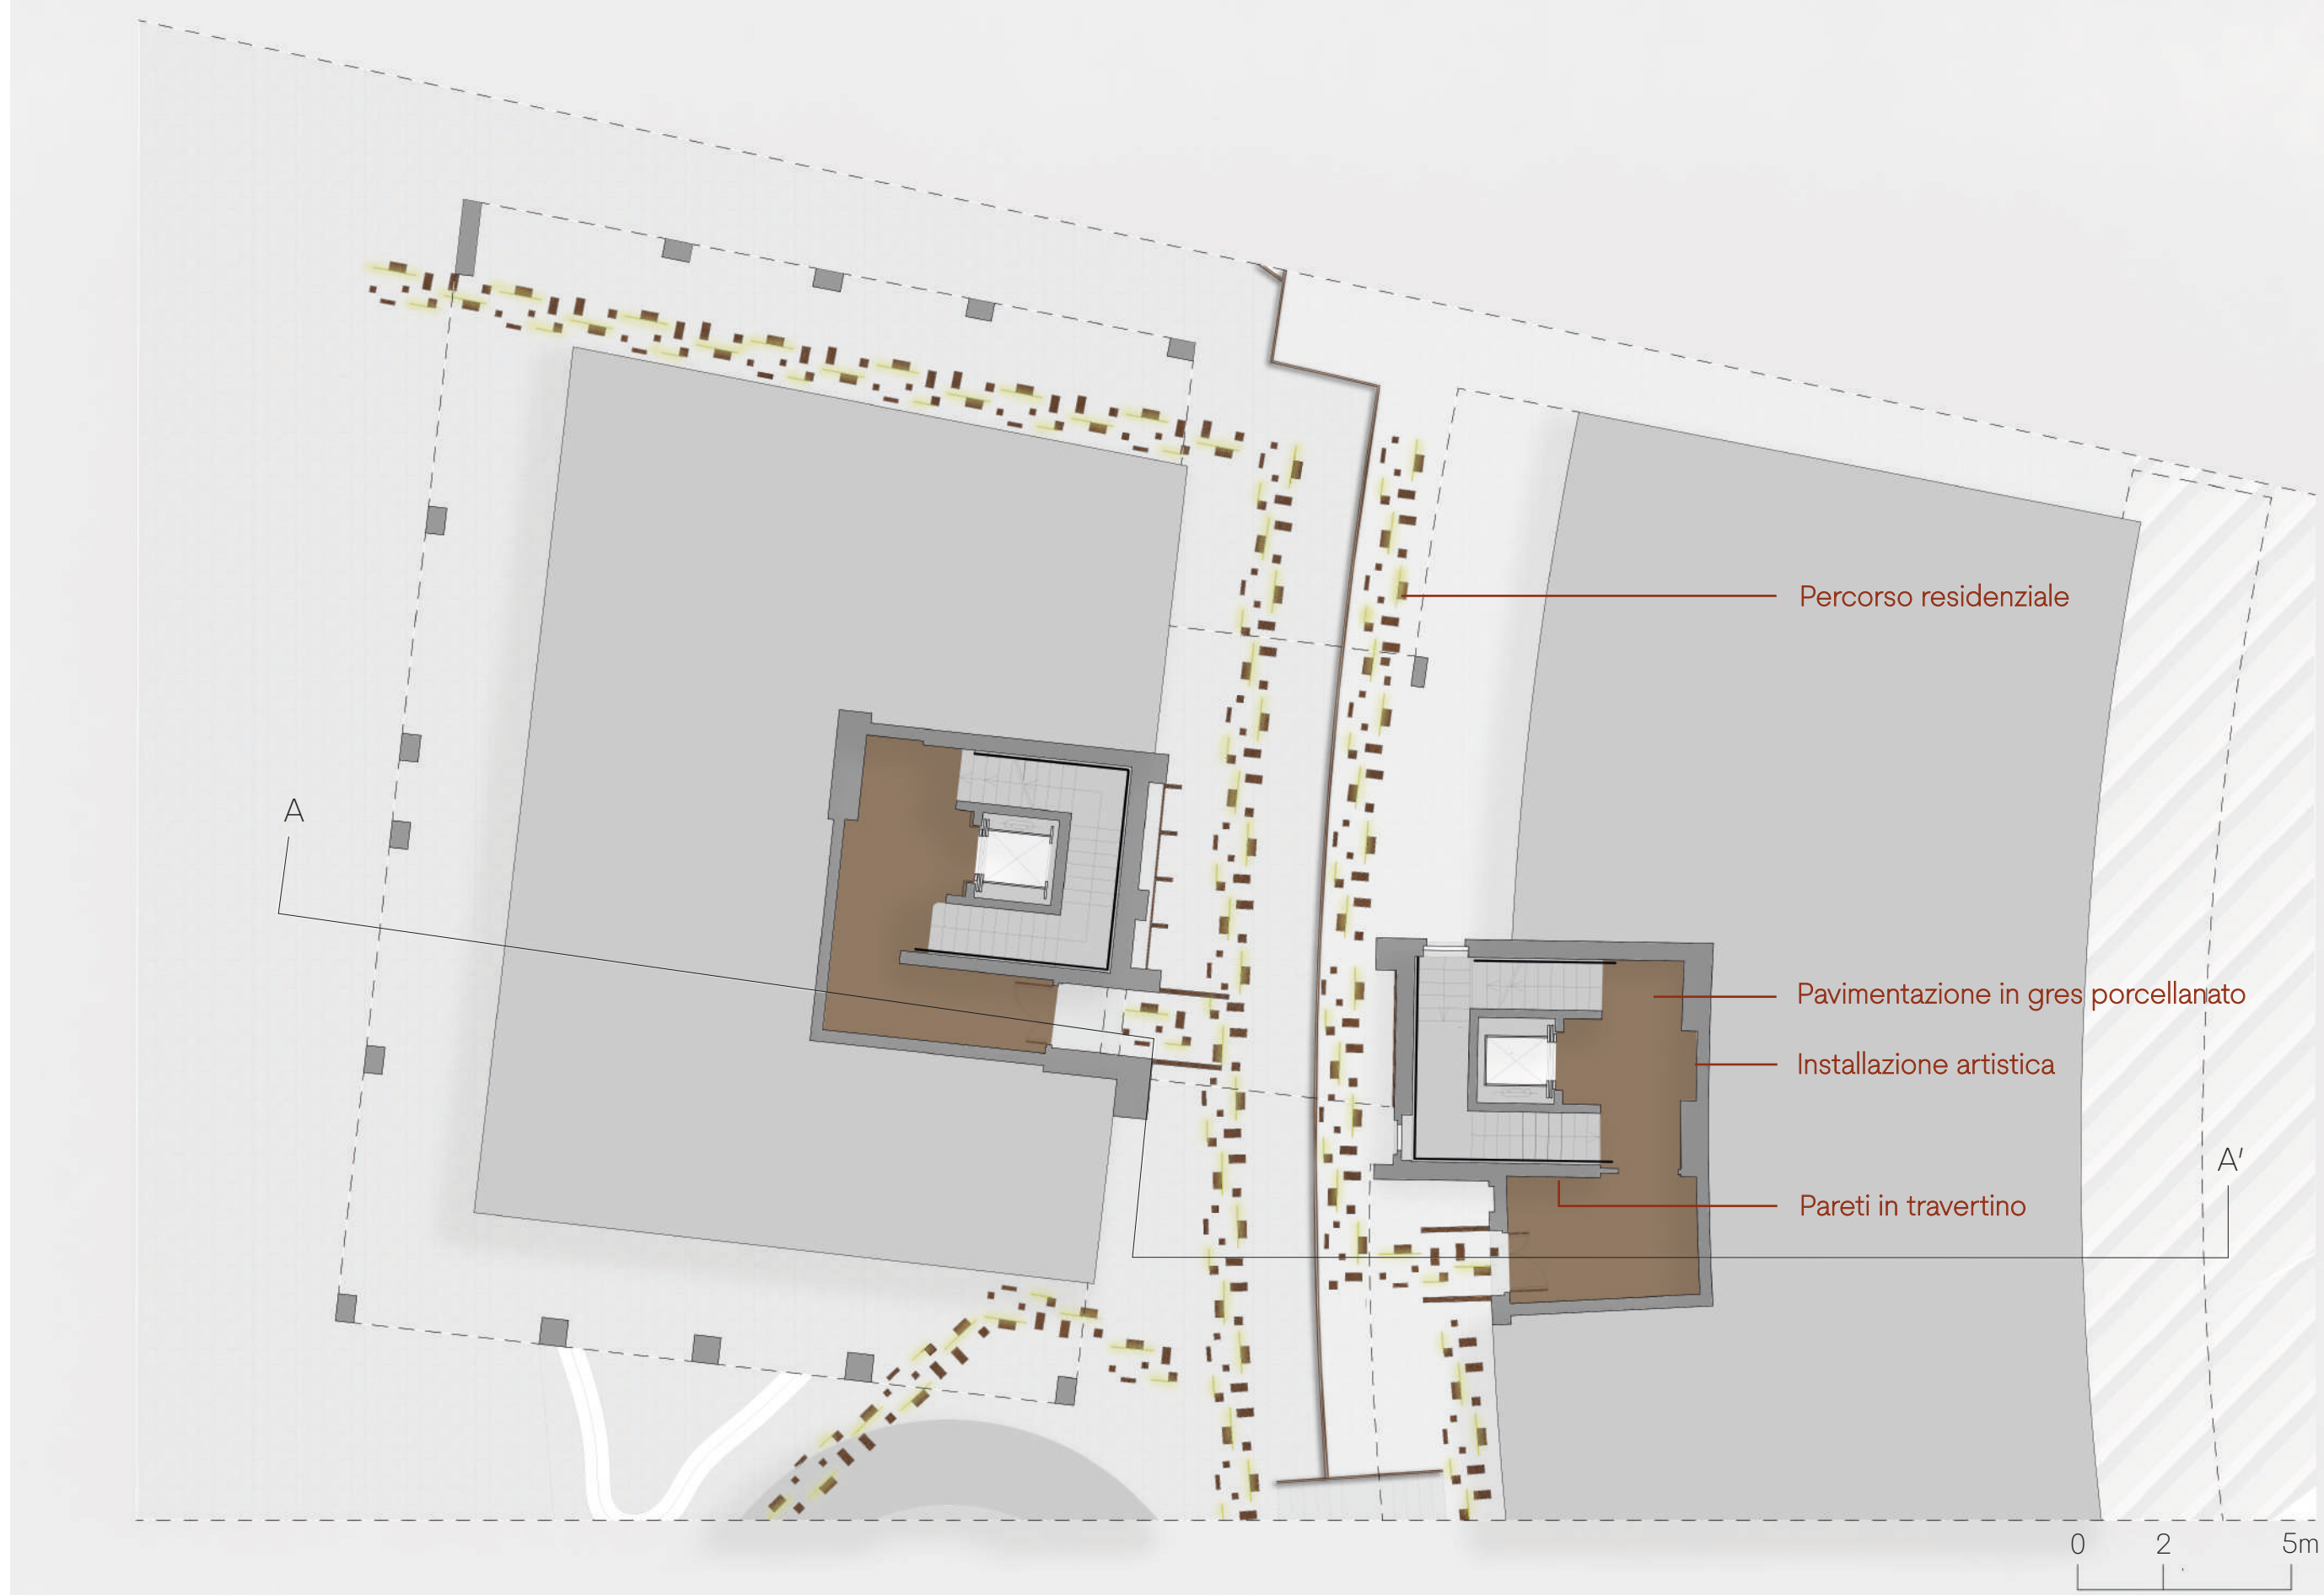 Percorso residenziale
A
Pavimentazione in gres porcellanato
Installazione artistica
A'
Pareti in travertino
0 2 5m